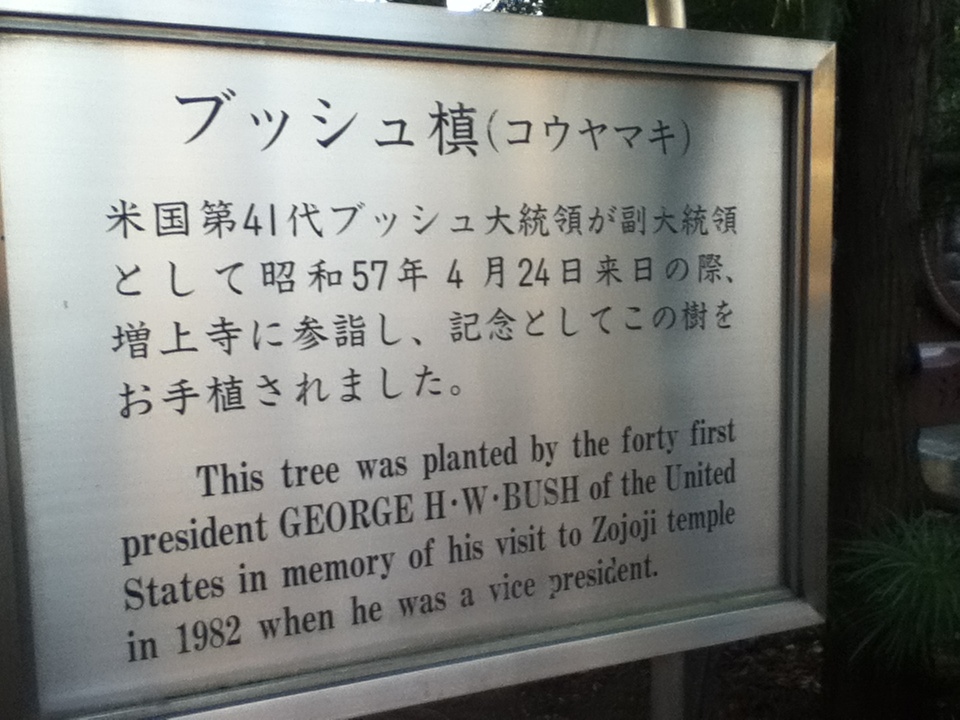 ブッシュ槙(コウヤマキ)
米国第41代ブッシュ大統領が副大統領
として昭和57年4月24日来日の際、
増上寺に参詣し、記念としてこの樹を
お手植されました。
This tree was planted by the forty first
president GEORGE H·W·BUSH of the United
States in memory of his visit to Zojoji temple
in 1982 when he was a vice president.